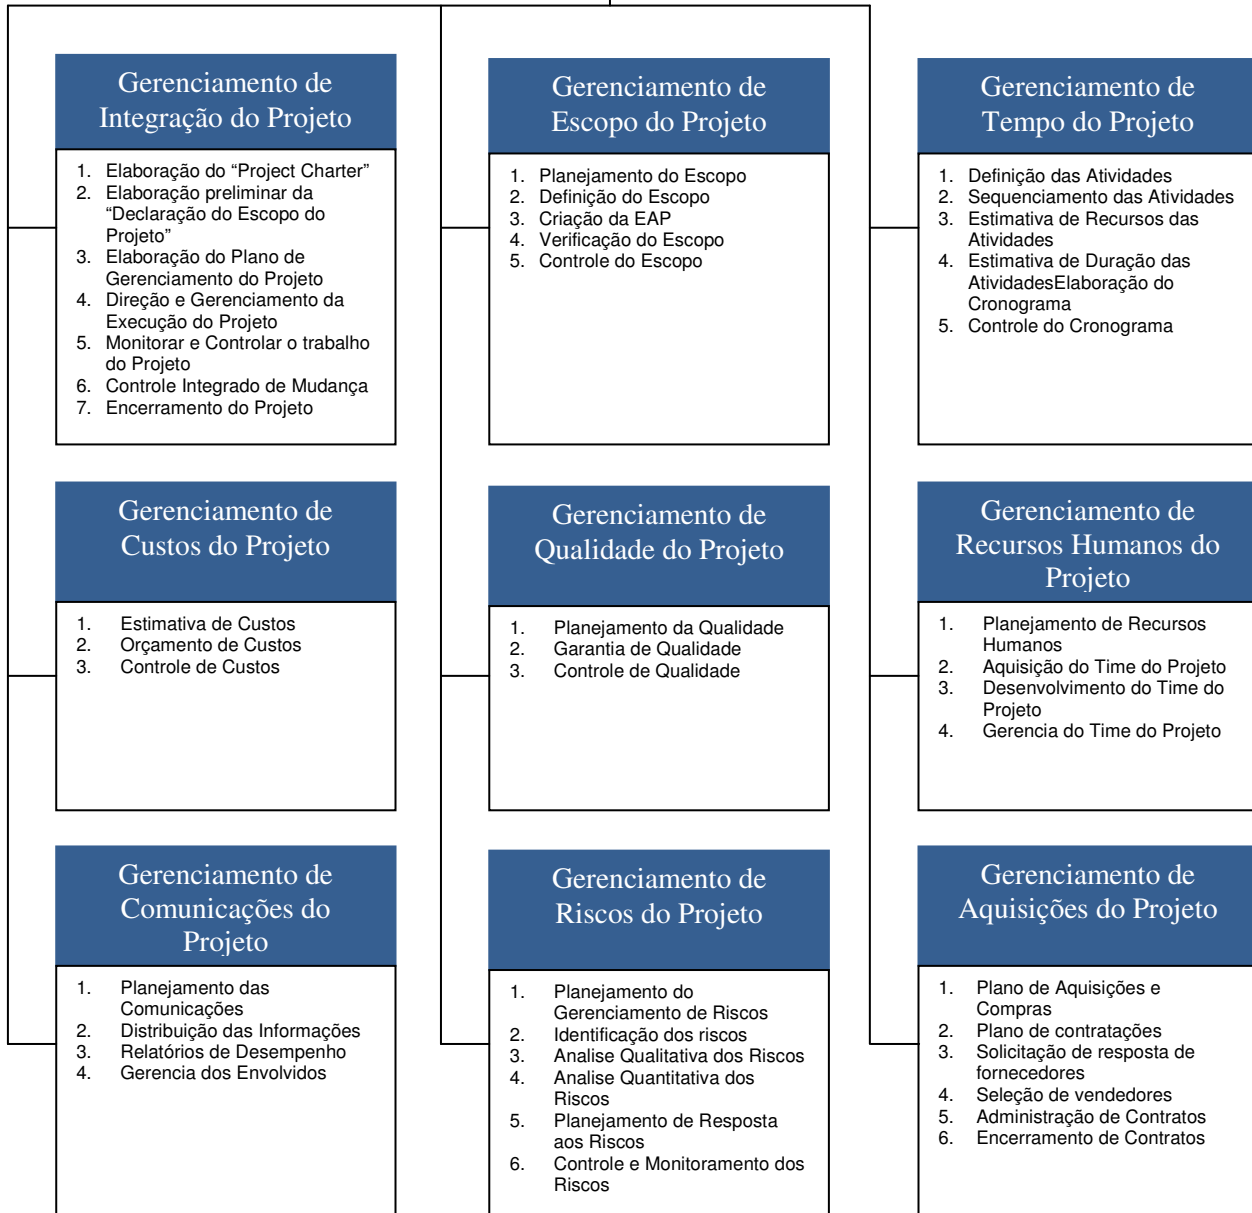 Gerenciamento de
Integração do Projeto
1. Elaboração do “Project Charter”
2. Elaboração preliminar da
“Declaração do Escopo do
Projeto”
3. Elaboração do Plano de
Gerenciamento do Projeto
4. Direção e Gerenciamento da
Execução do Projeto
5. Monitorar e Controlar o trabalho
do Projeto
6. Controle Integrado de Mudança
7. Encerramento do Projeto
Gerenciamento de
Escopo do Projeto
1. Planejamento do Escopo
2. Definição do Escopo
3. Criação da EAP
4. Verificação do Escopo
5. Controle do Escopo
Gerenciamento de
Tempo do Projeto
1. Definição das Atividades
2. Sequenciamento das Atividades
3. Estimativa de Recursos das
Atividades
4. Estimativa de Duração das
AtividadesElaboração do
Cronograma
5. Controle do Cronograma
Gerenciamento de
Custos do Projeto
1. Estimativa de Custos
2. Orçamento de Custos
3. Controle de Custos
Gerenciamento de
Qualidade do Projeto
1. Planejamento da Qualidade
2. Garantia de Qualidade
3. Controle de Qualidade
Gerenciamento de
Recursos Humanos do
Projeto
1. Planejamento de Recursos
Humanos
2. Aquisição do Time do Projeto
3. Desenvolvimento do Time do
Projeto
4. Gerencia do Time do Projeto
Gerenciamento de
Comunicações do
Projeto
1. Planejamento das
Comunicações
2. Distribuição das Informações
3. Relatórios de Desempenho
4. Gerencia dos Envolvidos
Gerenciamento de
Riscos do Projeto
1. Planejamento do
Gerenciamento de Riscos
2. Identificação dos riscos
3. Analise Qualitativa dos Riscos
4. Analise Quantitativa dos
Riscos
5. Planejamento de Resposta
aos Riscos
6. Controle e Monitoramento dos
Riscos
Gerenciamento de
Aquisições do Projeto
1. Plano de Aquisições e
Compras
2. Plano de contratações
3. Solicitação de resposta de
fornecedores
4. Seleção de vendedores
5. Administração de Contratos
6. Encerramento de Contratos